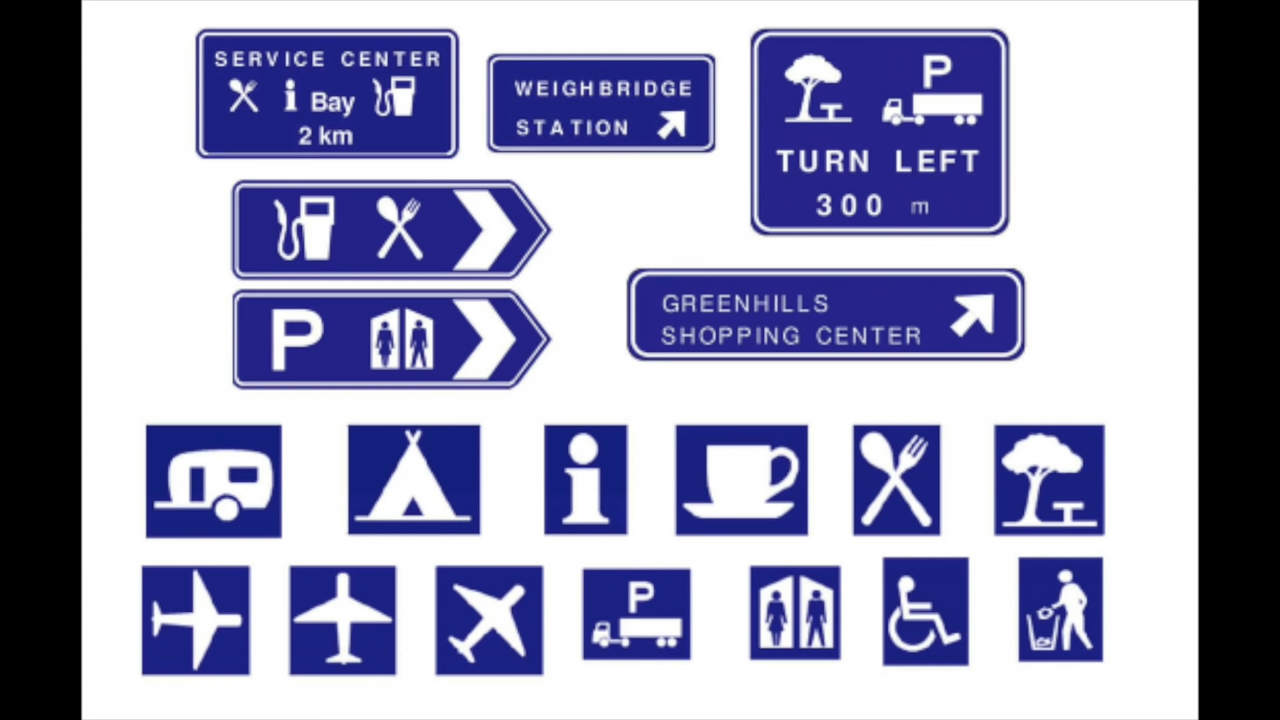 SERVICE CENTER
i Bay
2 km
WEIGHBRIDGE
STATION
P
TURN LEFT
300 m
P
GREENHILLS
SHOPPING CENTER
i
P